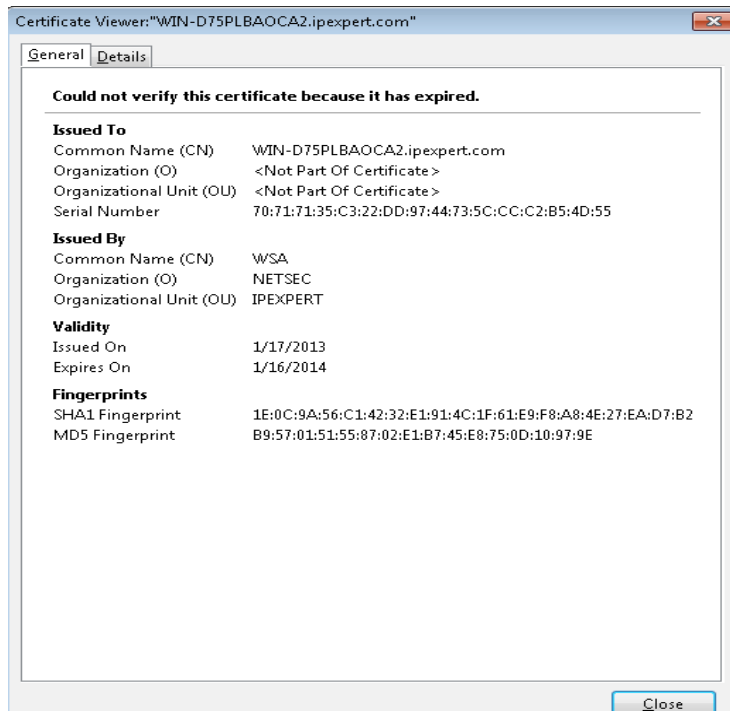 Certificate Viewer:"WIN-D75PLBAOCA2.ipexpert.com"
General Details
Could not verify this certificate because it has expired.
Issued To
Common Name (CN) WIN-D75PLBAOCA2.ipexpert.com
Organization (O) <Not Part Of Certificate>
Organizational Unit (OU) <Not Part Of Certificate>
Serial Number 70:71:71:35:C3:22:DD:97:44:73:5C:CC:C2:B5:4D:55
Issued By
Common Name (CN) WSA
Organization (O) NETSEC
Organizational Unit (OU) IPEXPERT
Validity
Issued On 1/17/2013
Expires On 1/16/2014
Fingerprints
SHA1 Fingerprint 1E:0C:9A:56:C1:42:32:E1:91:4C:1F:61:E9:F8:A8:4E:27:EA:D7:B2
MD5 Fingerprint B9:57:01:51:55:87:02:E1:B7:45:E8:75:0D:10:97:9E
Close